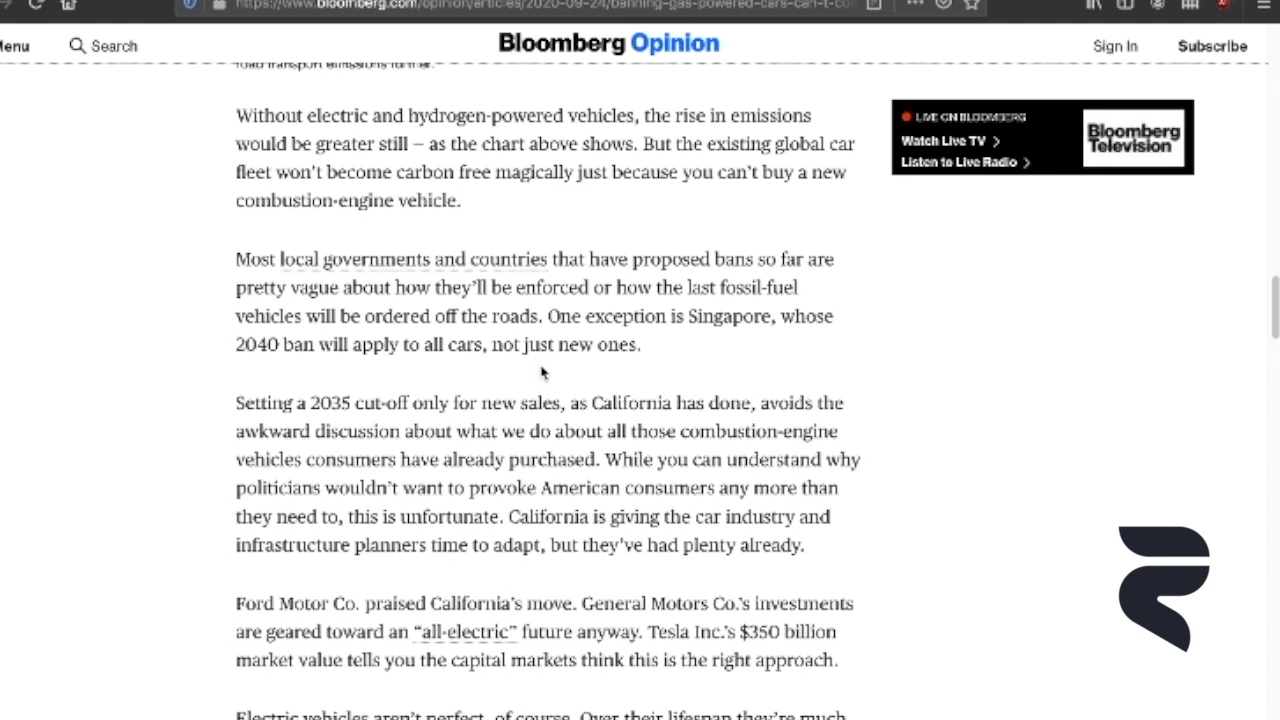 https://www.bloomberg.com/opinion/articles/2020-09-24/banning-gas-powered-cars-can-t-co
Menu
Search
Bloomberg Opinion
Sign In
Subscribe
road transport emissions further.
Without electric and hydrogen-powered vehicles, the rise in emissions
would be greater still – as the chart above shows. But the existing global car
fleet won't become carbon free magically just because you can't buy a new
combustion-engine vehicle.
LIVE ON BLOOMBERG
Watch Live TV
Listen to Live Radio
Bloomberg
Television
Most local governments and countries that have proposed bans so far are
pretty vague about how they'll be enforced or how the last fossil-fuel
vehicles will be ordered off the roads. One exception is Singapore, whose
2040 ban will apply to all cars, not just new ones.
Setting a 2035 cut-off only for new sales, as California has done, avoids the
awkward discussion about what we do about all those combustion-engine
vehicles consumers have already purchased. While you can understand why
politicians wouldn't want to provoke American consumers any more than
they need to, this is unfortunate. California is giving the car industry and
infrastructure planners time to adapt, but they've had plenty already.
Ford Motor Co. praised California's move. General Motors Co.'s investments
are geared toward an "all-electric" future anyway. Tesla Inc.'s $350 billion
market value tells you the capital markets think this is the right approach.
Electric vehicles aren't perfect, of course. Over their lifespan they're much